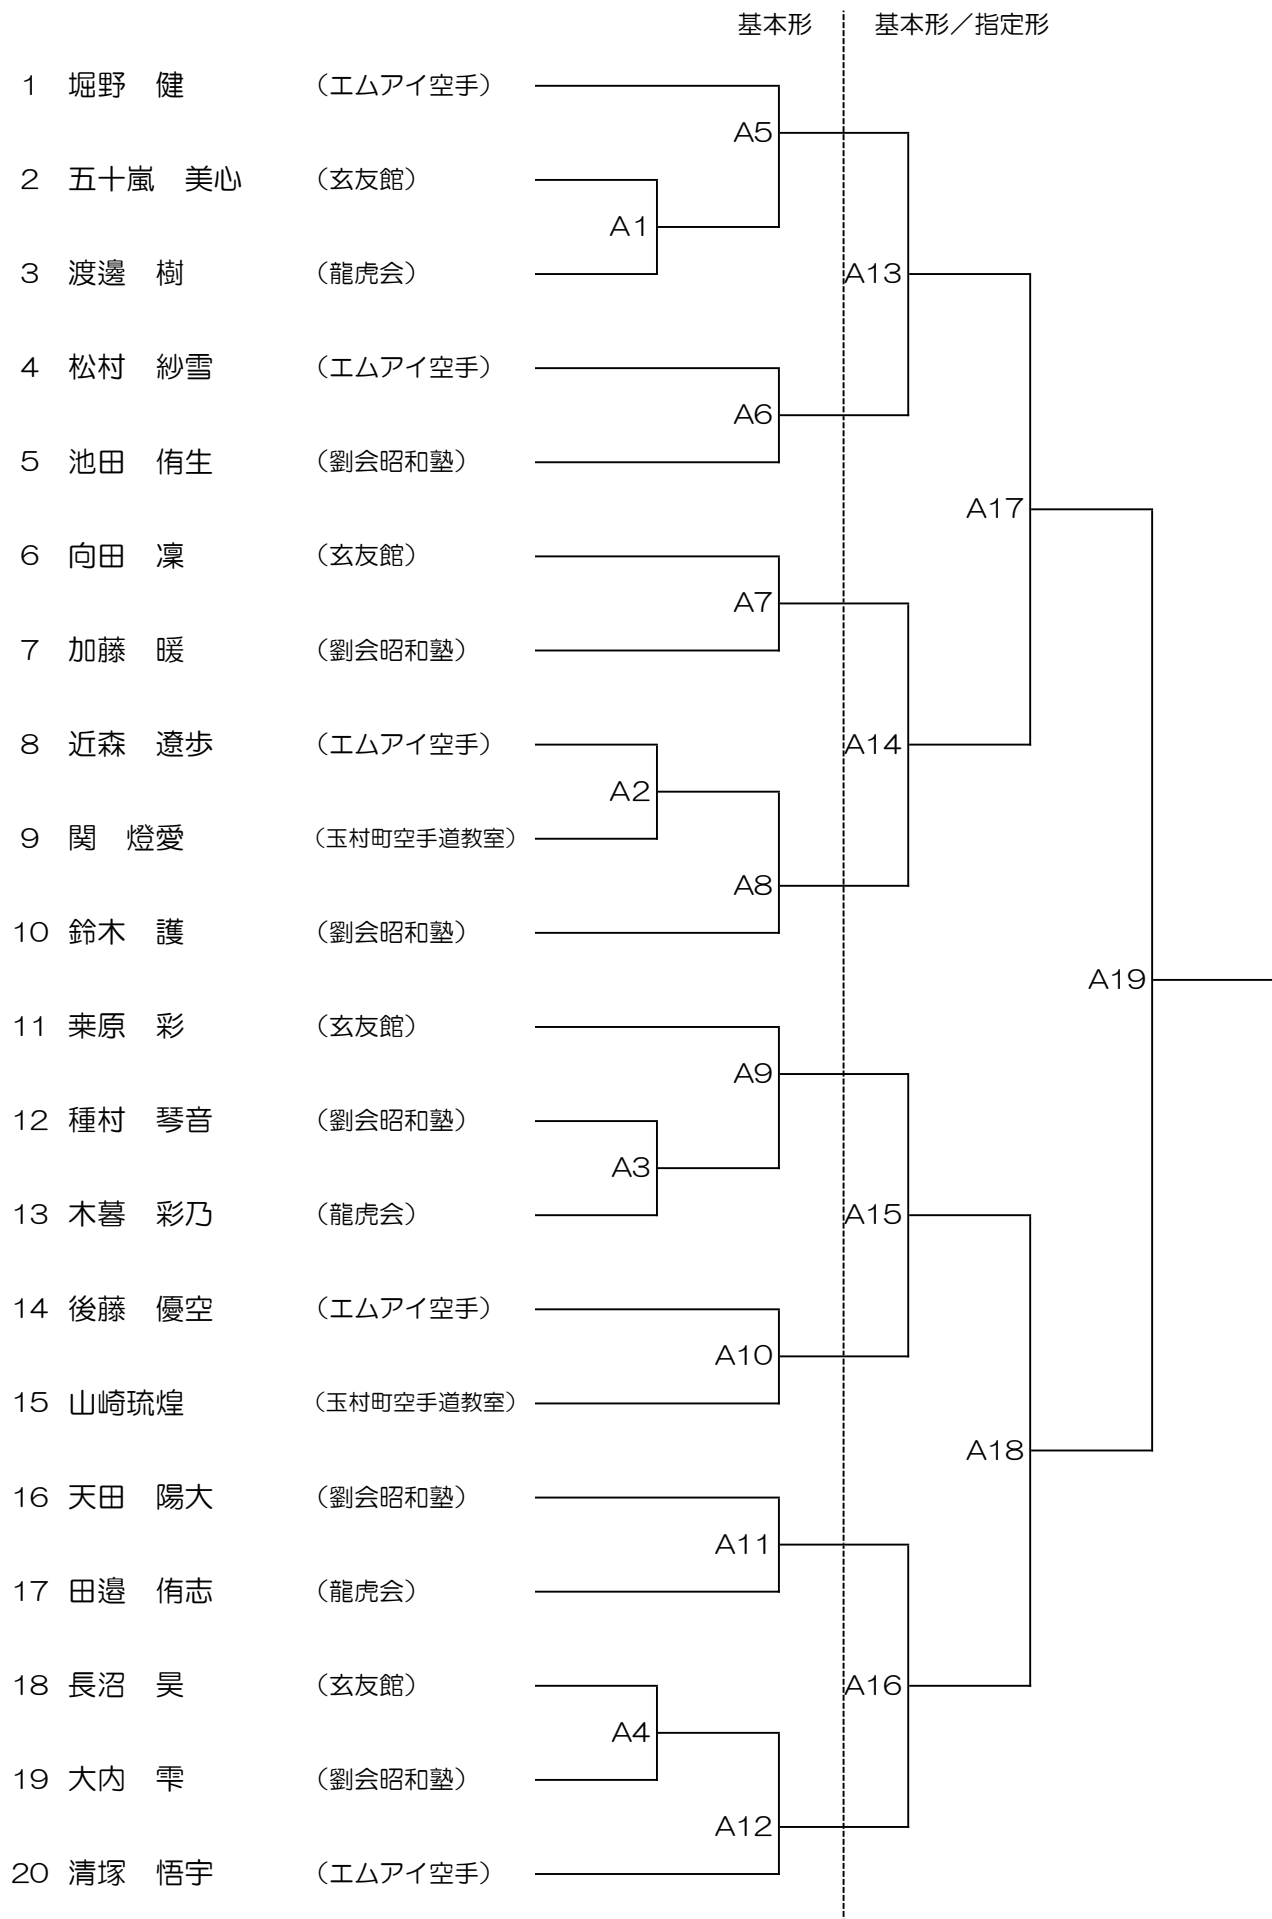 基本形 基本形／指定形
1 堀野　健 （エムアイ空手）
A5
2 五十嵐　美心 （玄友館）
A1
3 渡邊　樹 （龍虎会） A13
4 松村　紗雪 （エムアイ空手）
A6
5 池田　侑生 （劉会昭和塾）
A17
6 向田　凜 （玄友館）
A7
7 加藤　暖 （劉会昭和塾）
8 近森　遼歩 （エムアイ空手） A14
A2
9 関　燈愛 （玉村町空手道教室）
A8
10 鈴木　護 （劉会昭和塾）
A19
11 桒原　彩 （玄友館）
A9
12 種村　琴音 （劉会昭和塾）
A3
13 木暮　彩乃 （龍虎会） A15
14 後藤　優空 （エムアイ空手）
A10
15 山崎琉煌 （玉村町空手道教室）
A18
16 天田　陽大 （劉会昭和塾）
A11
17 田邉　侑志 （龍虎会）
18 長沼　昊 （玄友館） A16
A4
19 大内　雫 （劉会昭和塾）
A12
20 清塚　悟宇 （エムアイ空手）